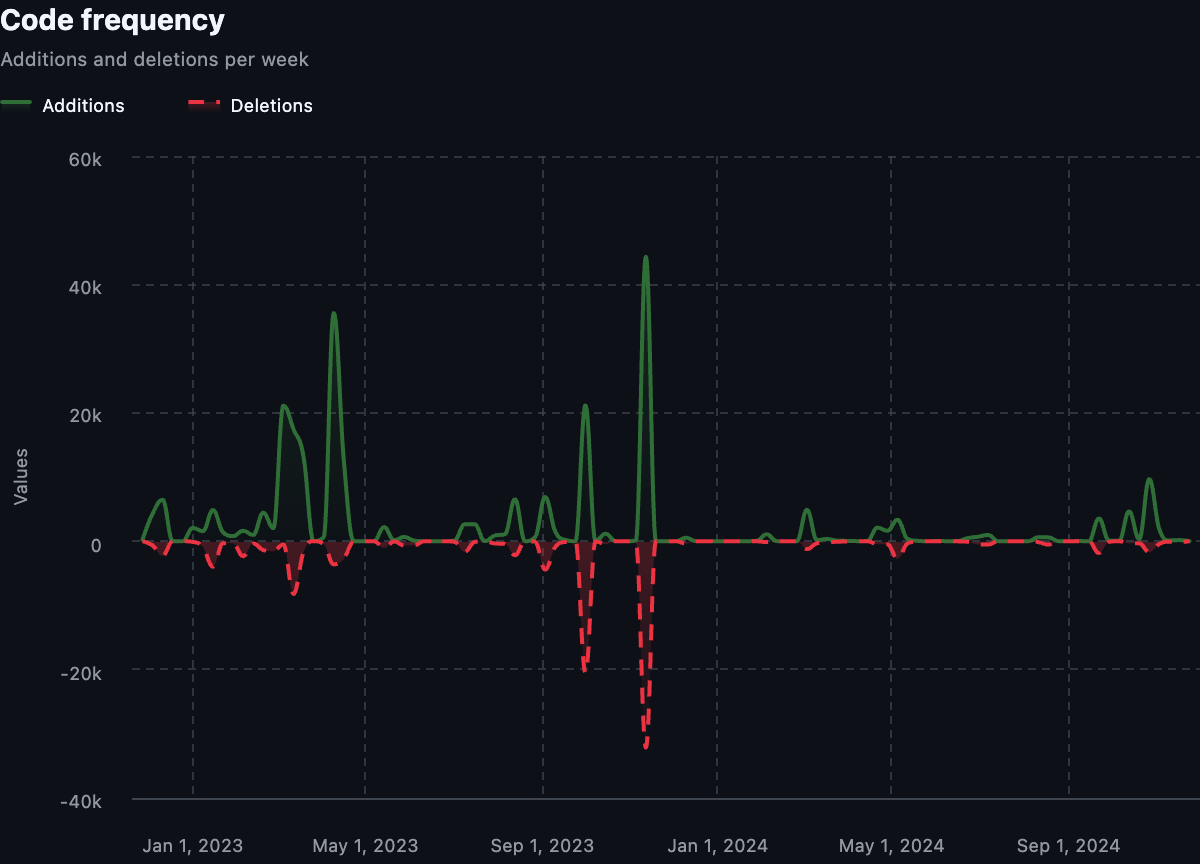 Code frequency
Additions and deletions per week
Additions
Deletions
60k
40k
20k
0
-20k
-40k
Values
Jan 1, 2023
May 1, 2023
Sep 1, 2023
Jan 1, 2024
May 1, 2024
Sep 1, 2024